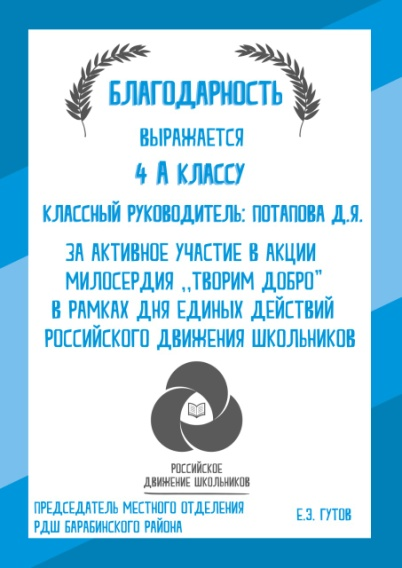 БЛАГОДАРНОСТЬ
ВЫРАЖАЕТСЯ
4 А КЛАССУ
КЛАССНЫЙ РУКОВОДИТЕЛЬ: ПОТАПОВА Д.Я.
ЗА АКТИВНОЕ УЧАСТИЕ В АКЦИИ
МИЛОСЕРДИЯ ,,ТВОРИМ ДОБРО"
В РАМКАХ ДНЯ ЕДИНЫХ ДЕЙСТВИЙ
РОССИЙСКОГО ДВИЖЕНИЯ ШКОЛЬНИКОВ
РОССИЙСКОЕ
ДВИЖЕНИЕ ШКОЛЬНИКОВ
ПРЕДСЕДАТЕЛЬ МЕСТНОГО ОТДЕЛЕНИЯ
РДШ БАРАБИНСКОГО РАЙОНА
Е.Э. ГУТОВ